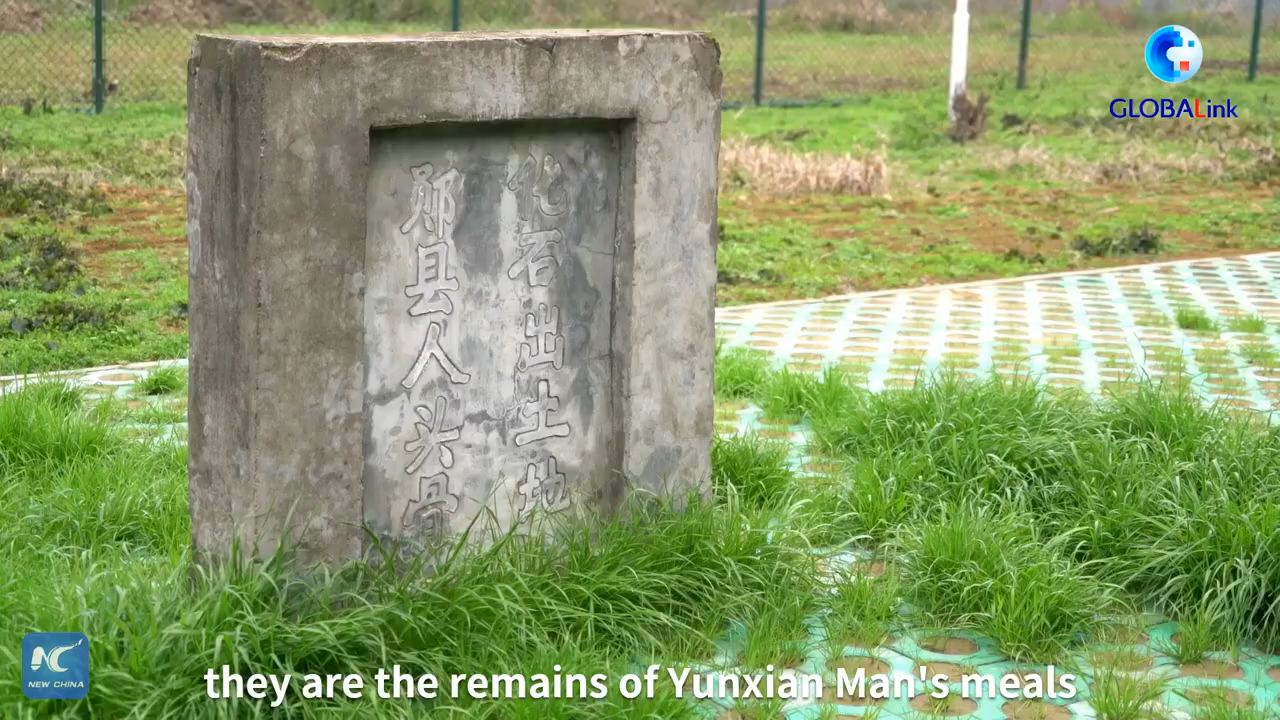 GLOBALink
郧县人头骨
化石出土地
NC
NEW CHINA
they are the remains of Yunxian Man's meals